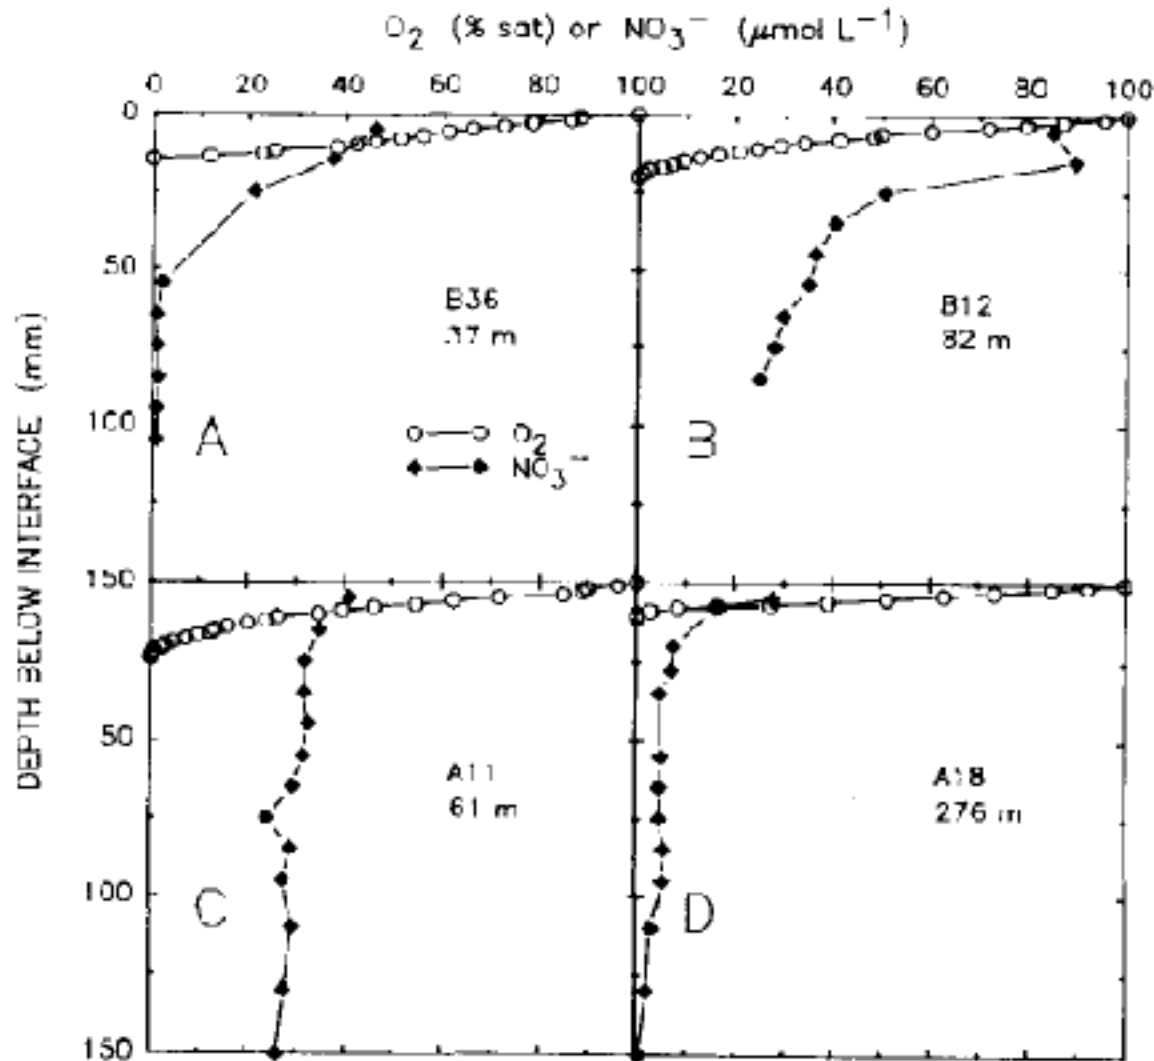 O2 (% sat) or NO3− (μmol L−1)
0 20 40 60 80 100 20 40 60 80 100
0
50
100
150
50
100
150
DEPTH BELOW INTERFACE (mm)
B36
37 m
B12
82 m
A
B
O2
NO3−
A11
61 m
A18
276 m
C
D